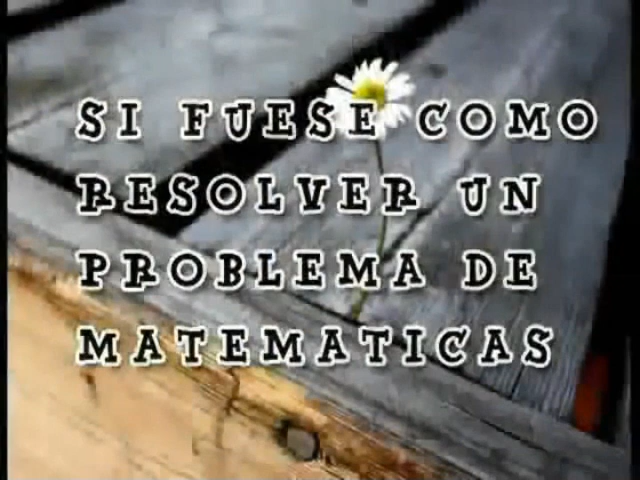 SI FUESE COMO
RESOLVER UN
PROBLEMA DE
MATEMATICAS